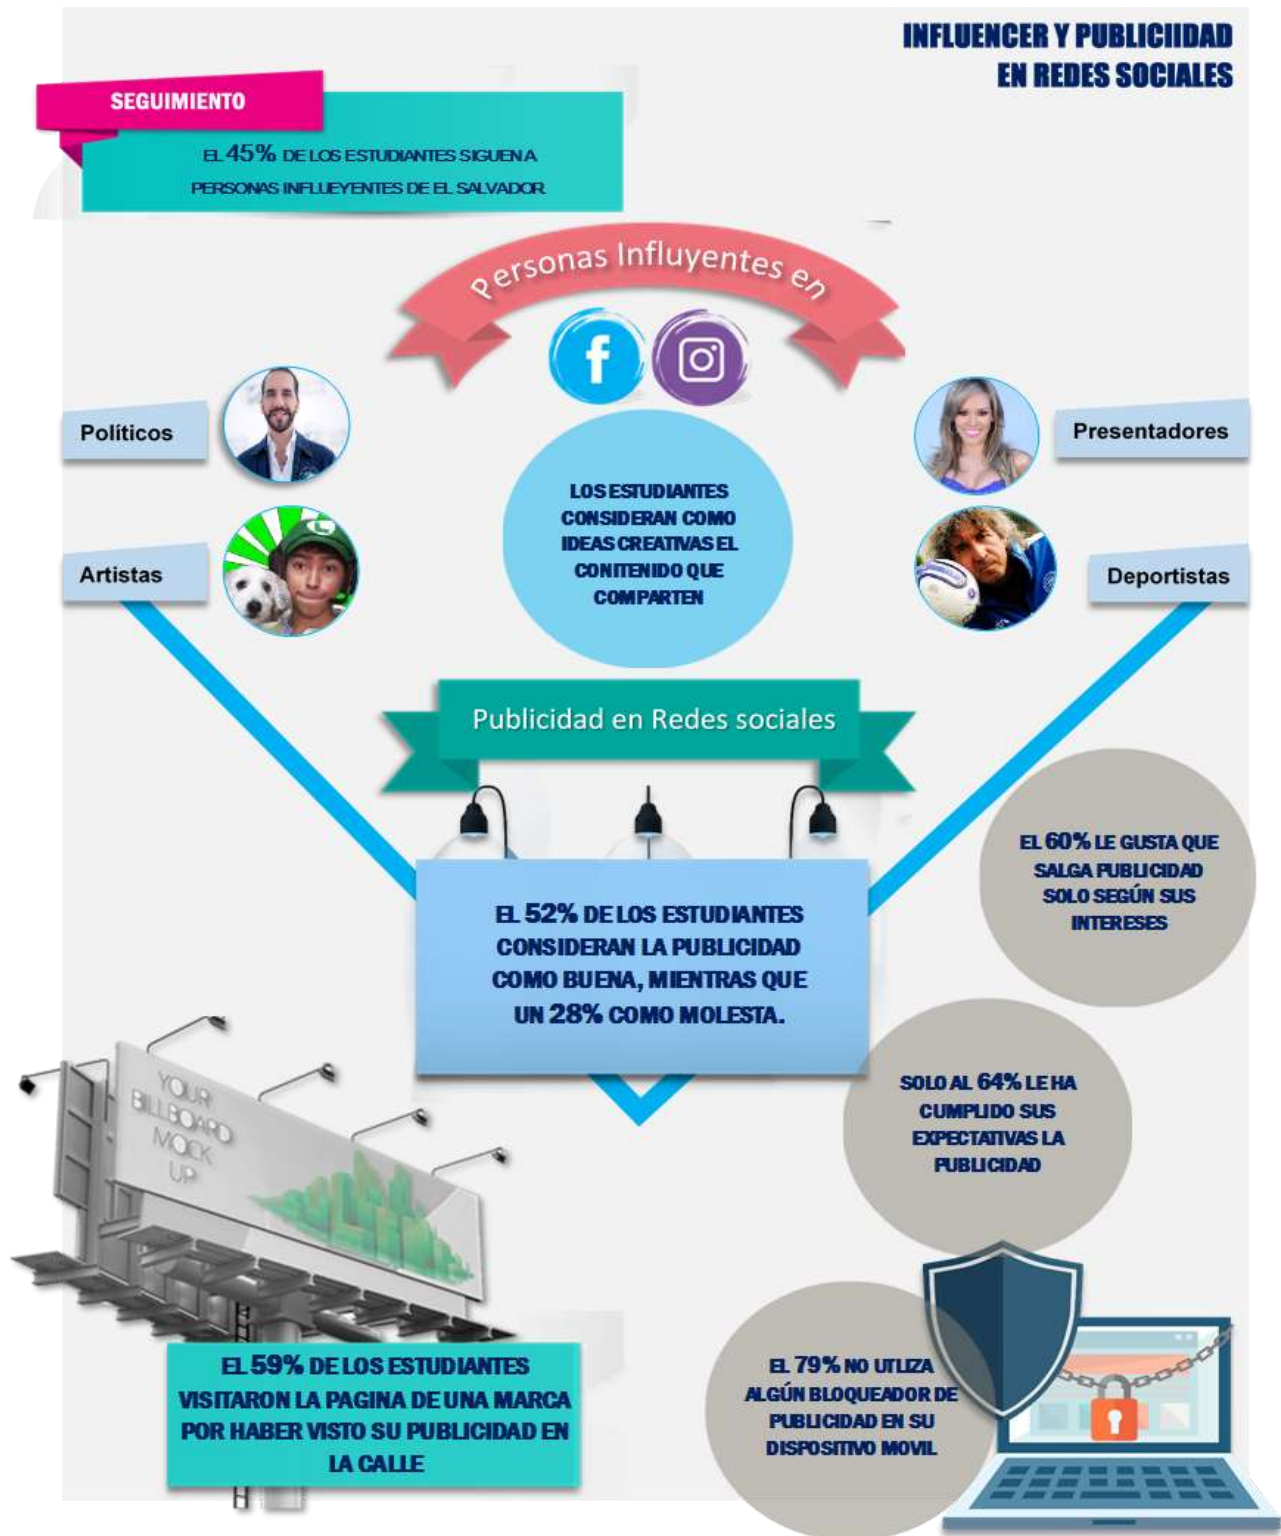 INFLUENCER Y PUBLICIIDAD
EN REDES SOCIALES
SEGUIMIENTO
EL 45% DE LOS ESTUDIANTES SIGUEN A
PERSONAS INFLUEYENTES DE EL SALVADOR
Personas Influyentes en
f
Políticos
Presentadores
LOS ESTUDIANTES
CONSIDERAN COMO
IDEAS CREATIVAS EL
CONITENIDO QUE
COMPARTEN
Artistas
L
Deportistas
Publicidad en Redes sociales
EL 60% LE GUSTA QUE
SALGA PUBLICIDAD
SOLO SEGÚN SUS
INTERESES
EL 52% DE LOS ESTUDIANTES
CONSIDERAN LA PUBLICIDAD
COMO BUENA, MIENTRAS QUE
UN 28% COMO MOLESTA.
SOLO AL 64% LE HA
CUMPLIDO SUS
EXPECTATIVAS LA
PUBLICIDAD
YOUR
BILLBOARD
MOCK
UP
EL 59% DE LOS ESTUDIANTES
VISITARON LA PAGINA DE UNA MARCA
POR HABER VISTO SU PUBLICIDAD EN
LA CALLE
EL 79% NO UTLIZA
ALGÚN BLOQUEADOR DE
PUBLICIDAD EN SU
DISPOSITIVO MOVIL